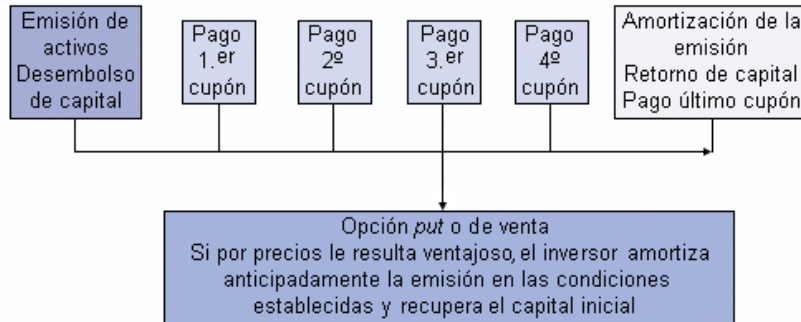 Emisión de
activos
Desembolso
de capital
Pago
1.er
cupón
Pago
2º
cupón
Pago
3.er
cupón
Pago
4º
cupón
Amortización de la
emisión
Retorno de capital
Pago último cupón
Opción put o de venta
Si por precios le resulta ventajoso, el inversor amortiza
anticipadamente la emisión en las condiciones
establecidas y recupera el capital inicial